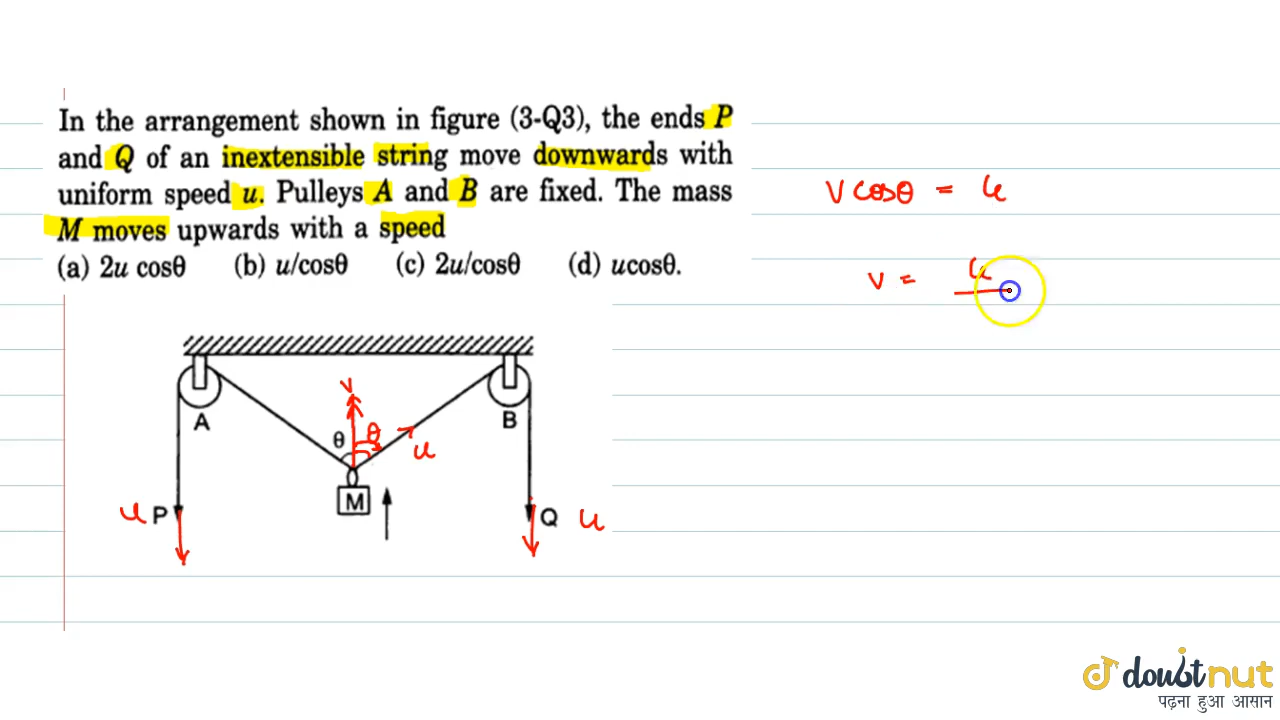 In the arrangement shown in figure (3-Q3), the ends P
and Q of an inextensible string move downwards with
uniform speed u. Pulleys A and B are fixed. The mass
M moves upwards with a speed
(a) 2u cosθ (b) u/cosθ (c) 2u/cosθ (d) ucosθ.
v cosθ = u
v = u
A B
v
θ θ
u
M
u P Q u
doubtnut
पढ़ना हुआ आसान